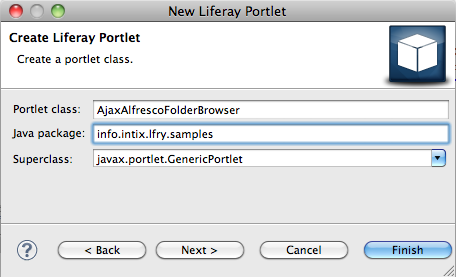 New Liferay Portlet
Create Liferay Portlet
Create a portlet class.
Portlet class: AjaxAlfrescoFolderBrowser
Java package: info.intix.lfry.samples
Superclass: javax.portlet.GenericPortlet
? < Back Next > Cancel Finish